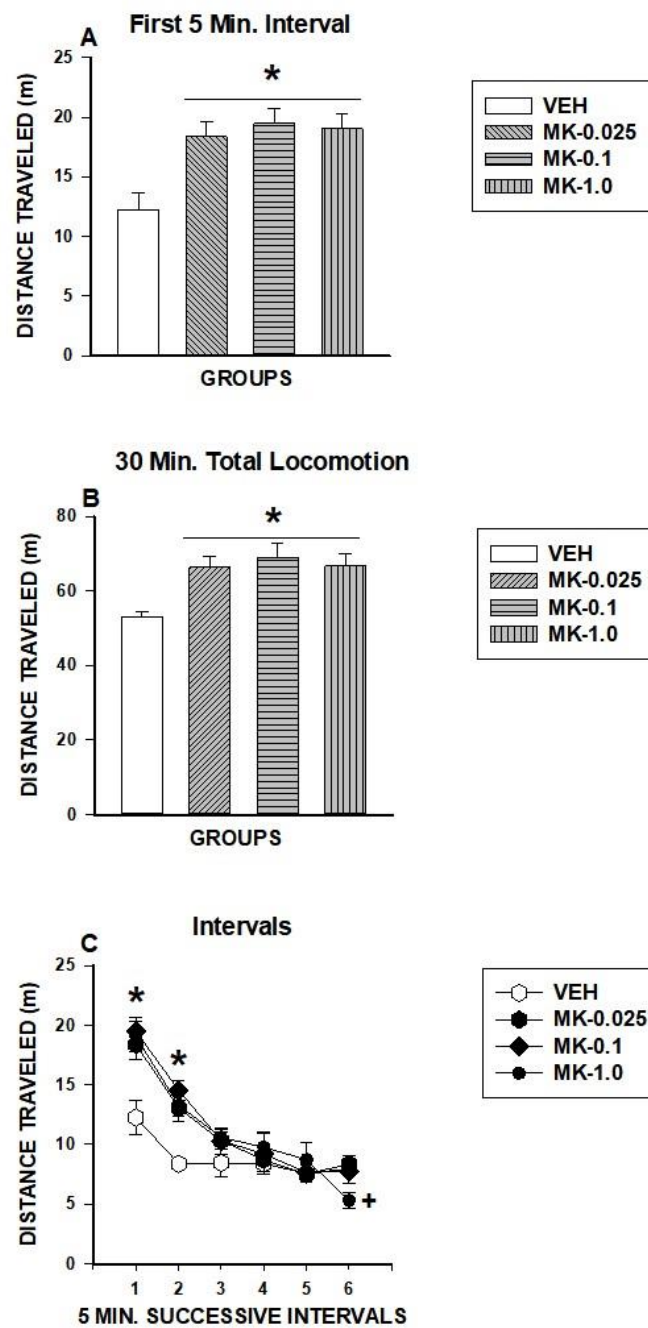 First 5 Min. Interval
A
25
20
15
10
5
0
DISTANCE TRAVELED (m)
*
GROUPS
VEH
MK-0.025
MK-0.1
MK-1.0
30 Min. Total Locomotion
B
80
60
40
20
0
DISTANCE TRAVELED (m)
*
GROUPS
VEH
MK-0.025
MK-0.1
MK-1.0
Intervals
C
25
20
15
10
5
0
DISTANCE TRAVELED (m)
*
*
+
1 2 3 4 5 6
5 MIN. SUCCESSIVE INTERVALS
VEH
MK-0.025
MK-0.1
MK-1.0